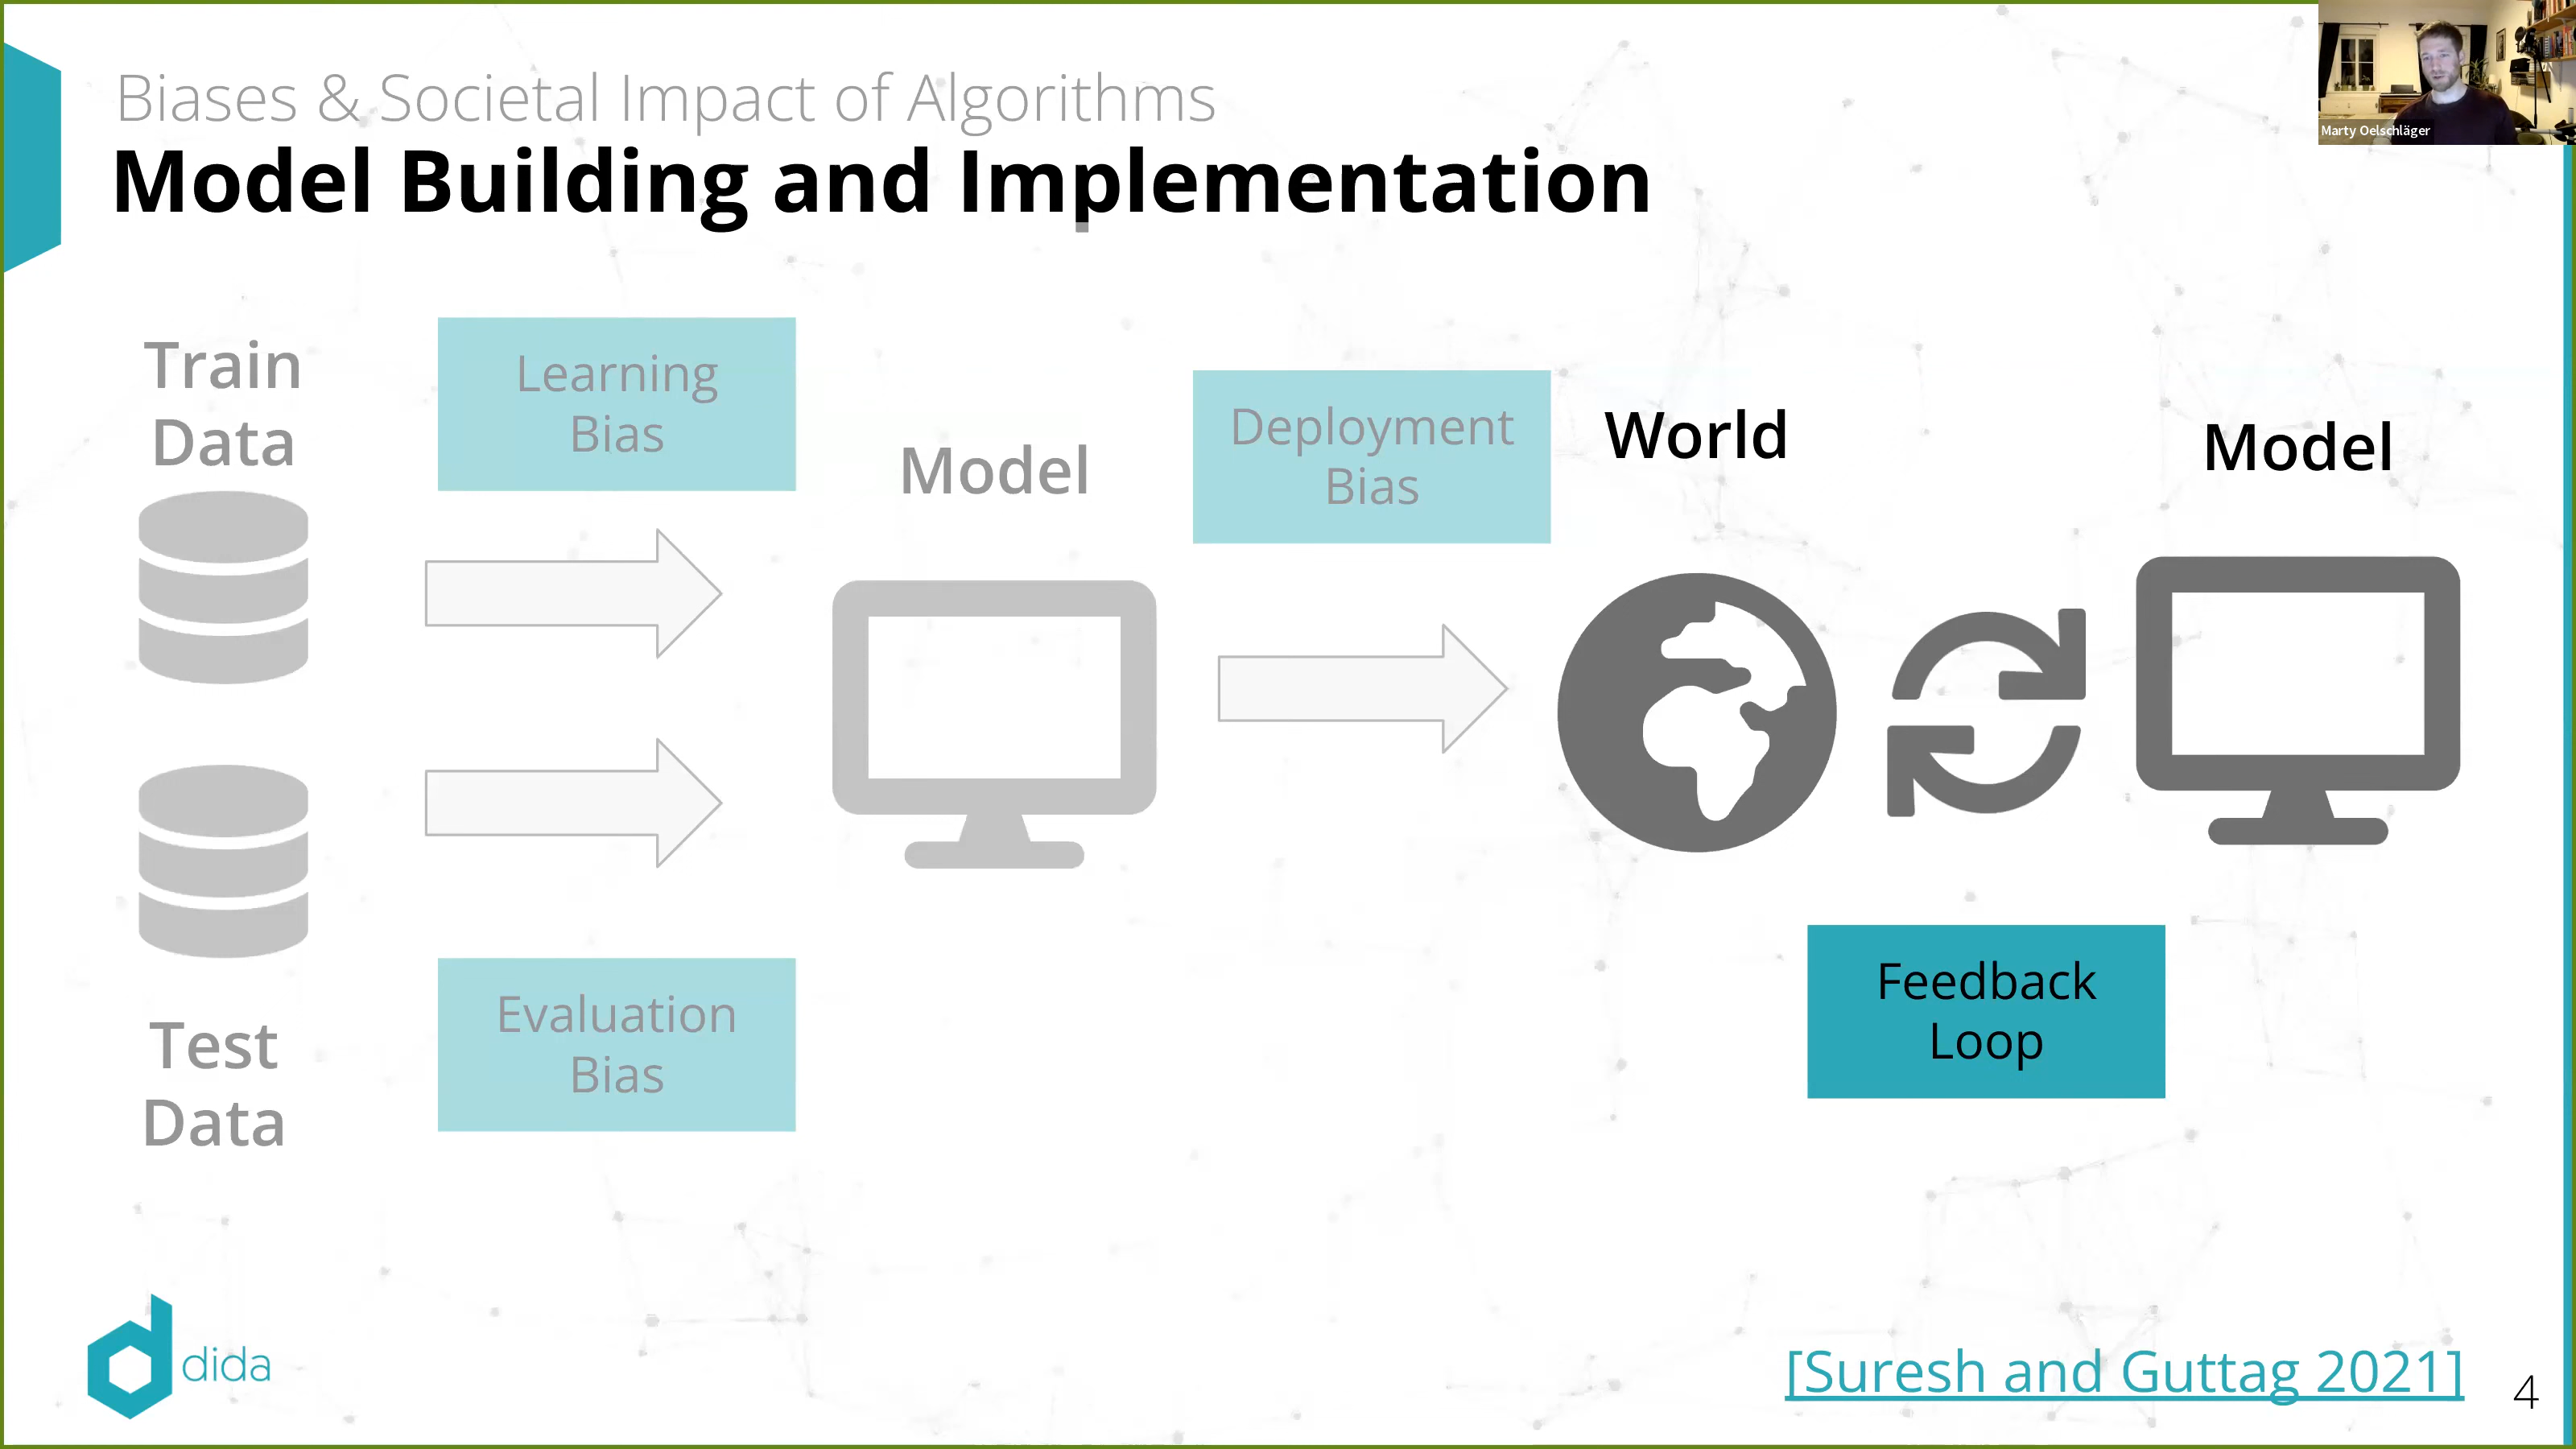 Biases & Societal Impact of Algorithms
Model Building and Implementation
Marty Oelschläger
Train
Data
Learning
Bias
Model
Deployment
Bias
World
Model
Test
Data
Evaluation
Bias
Feedback
Loop
dida
[Suresh and Guttag 2021]
4